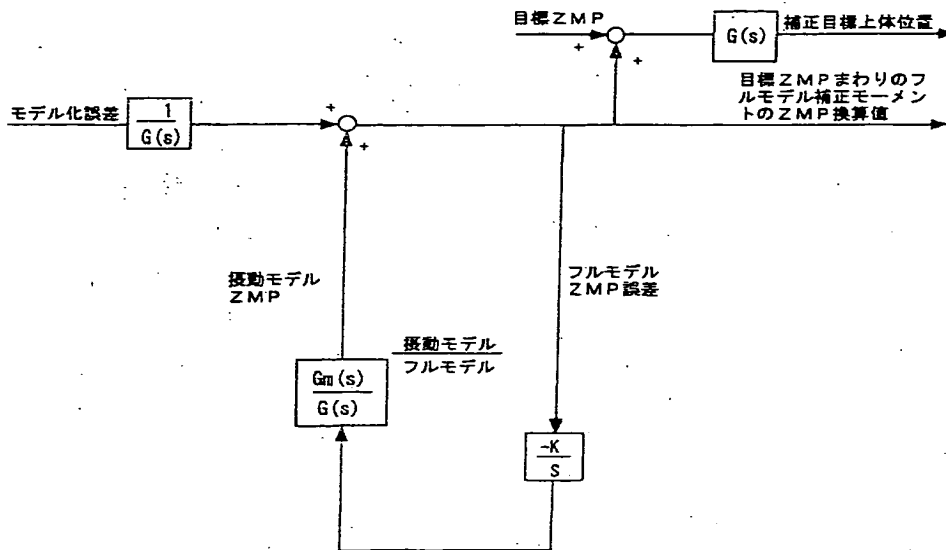 目標ZMP
+
+
G(s)
補正目標上体位置
目標ZMPまわりのフ
ルモデル補正モーメン
トのZMP換算値
モデル化誤差
1
G(s)
+
+
摂動モデル
ZMP
フルモデル
ZMP誤差
摂動モデル
フルモデル
Gm(s)
G(s)
-K
S